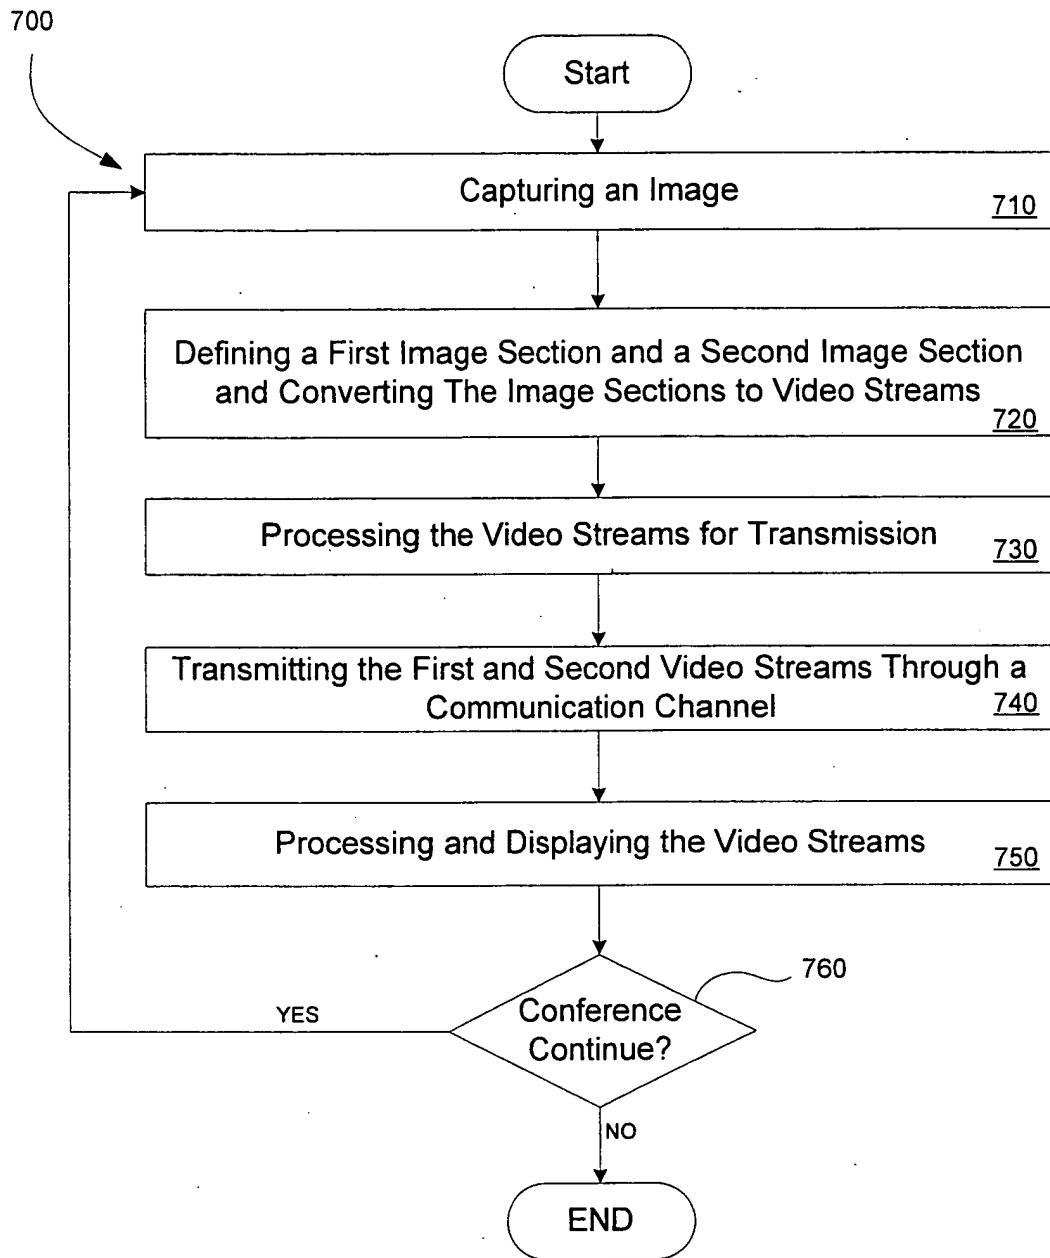 700
Start
Capturing an Image
710
Defining a First Image Section and a Second Image Section
and Converting The Image Sections to Video Streams
720
Processing the Video Streams for Transmission
730
Transmitting the First and Second Video Streams Through a
Communication Channel
740
Processing and Displaying the Video Streams
750
760
Conference
Continue?
YES
NO
END